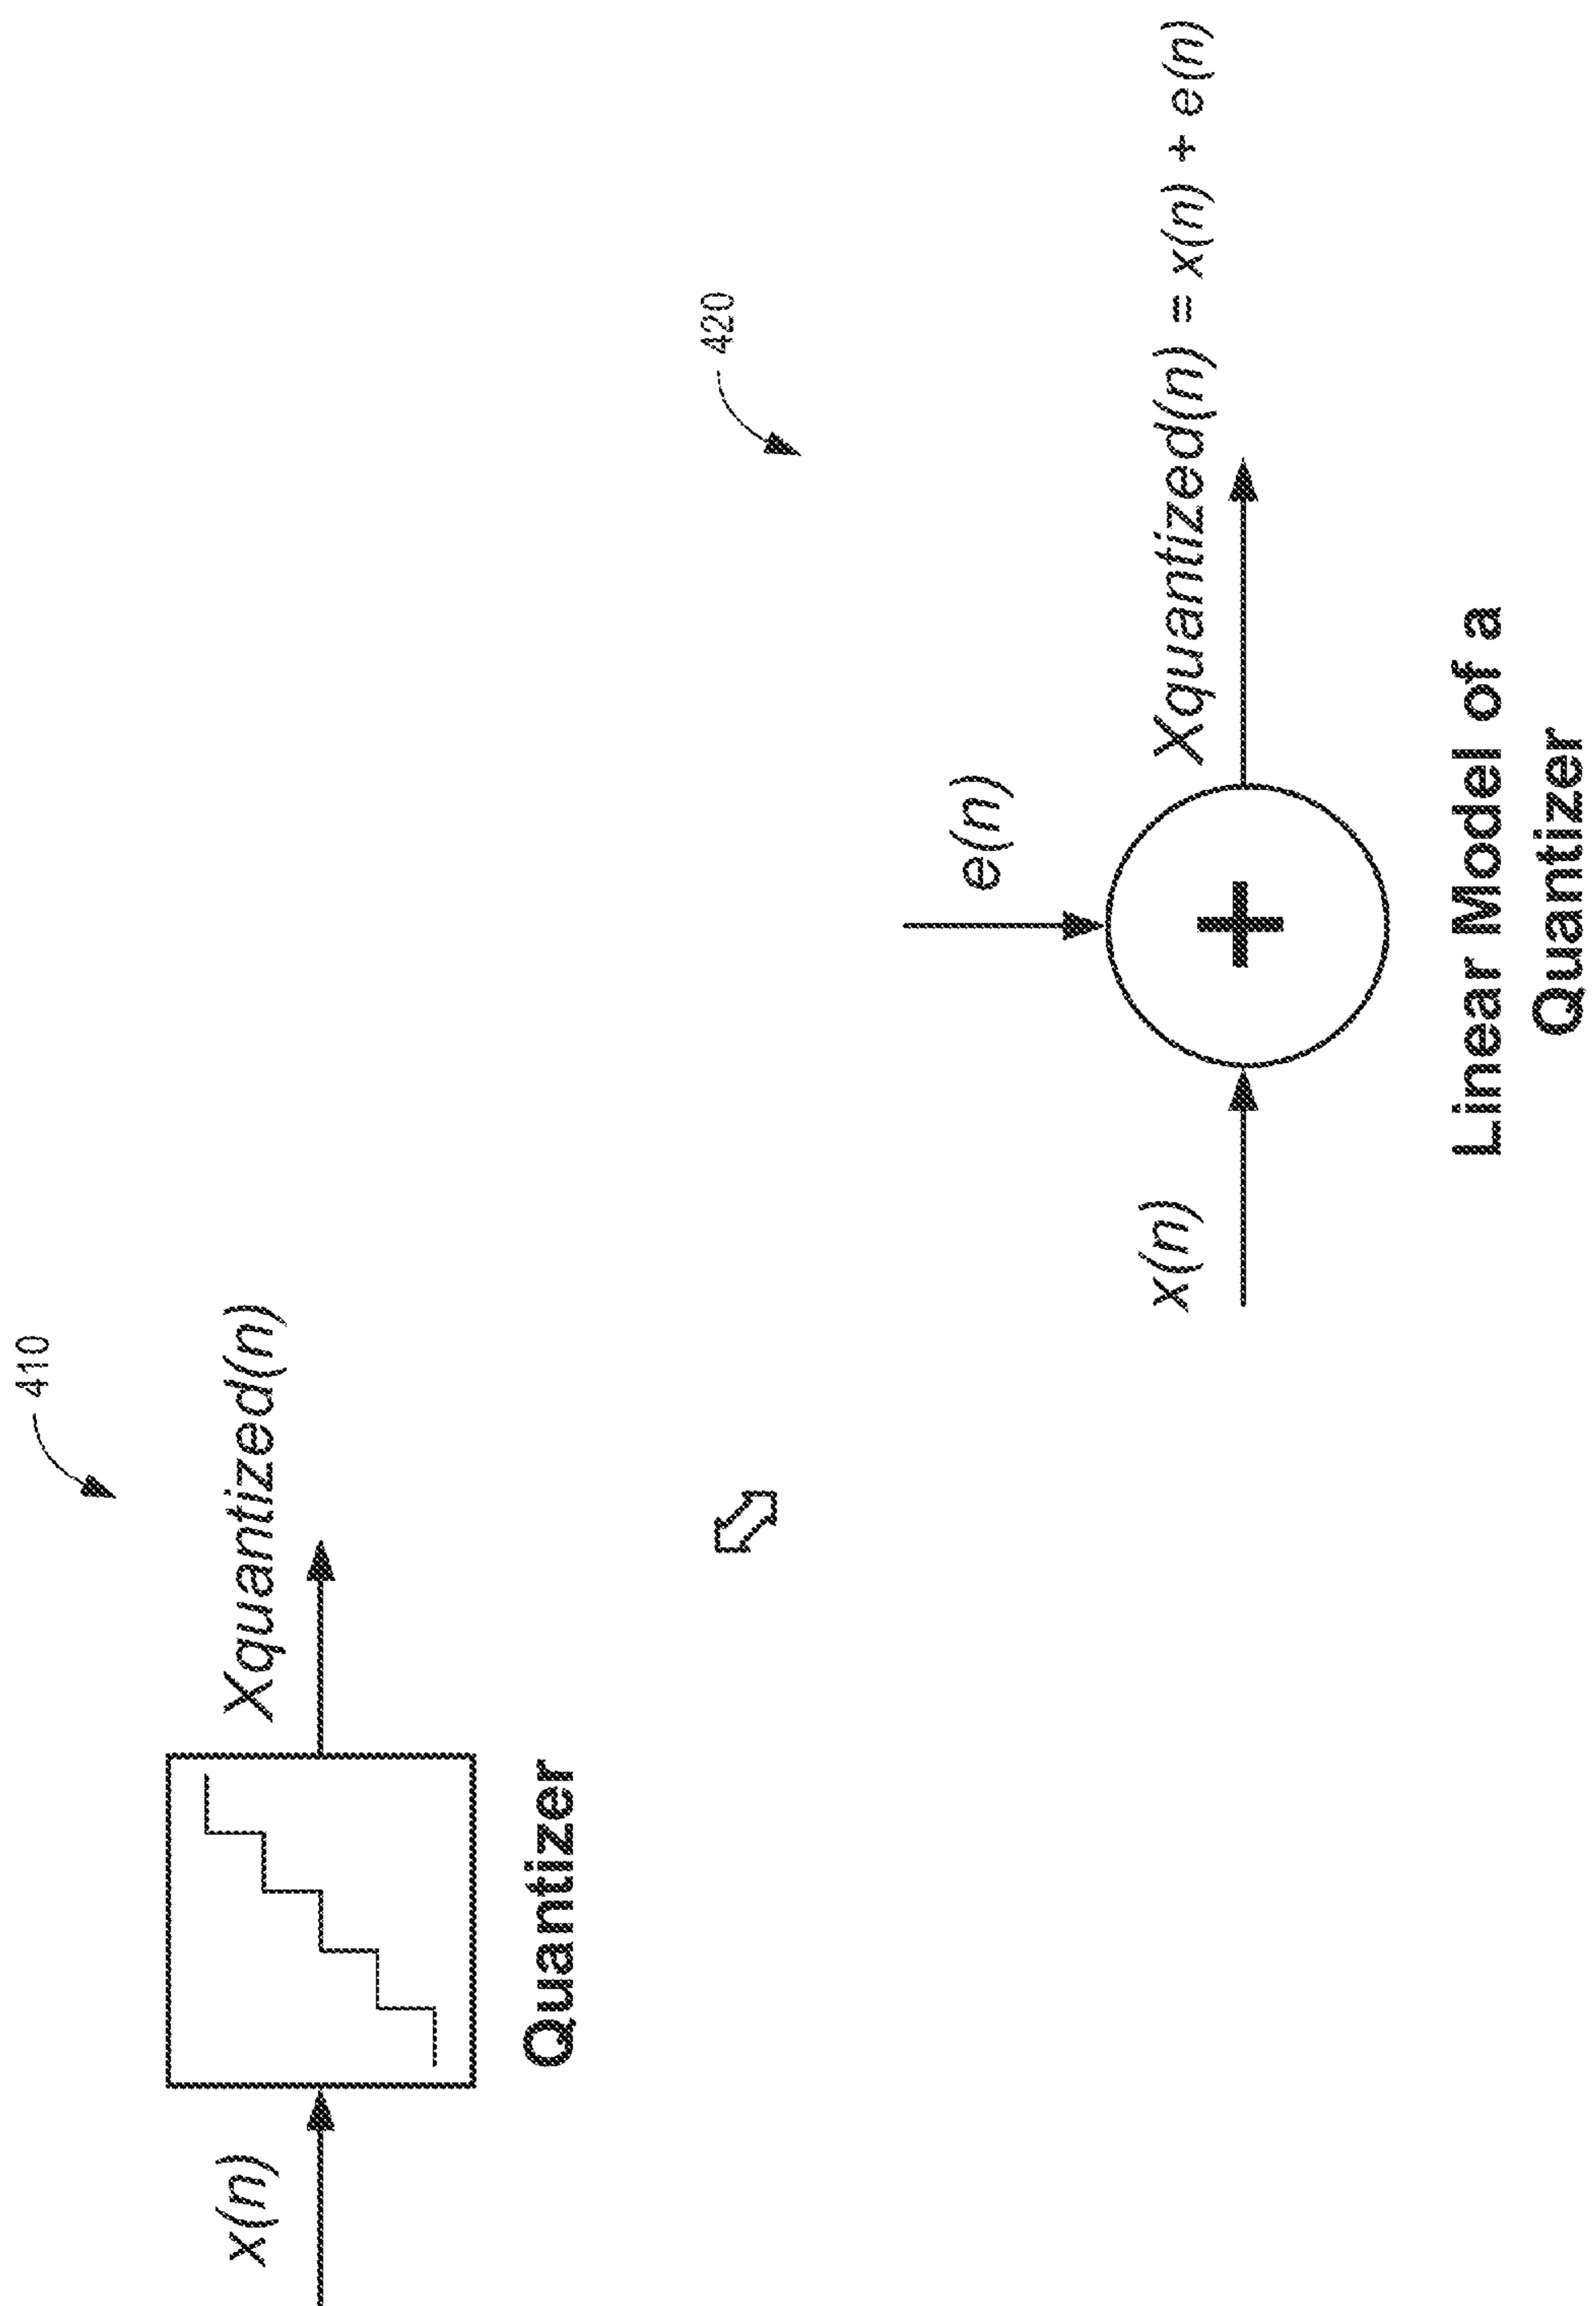 410
x(n)
Xquantized(n)
Quantizer
420
e(n)
x(n)
Xquantized(n) = x(n) + e(n)
+
Linear Model of a
Quantizer